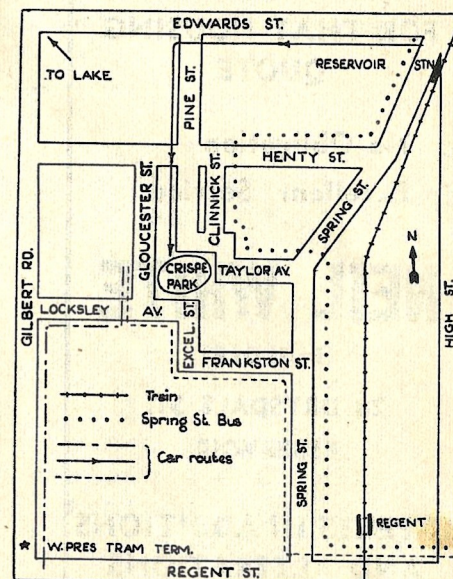 EDWARDS ST.
TO LAKE
PINE ST.
RESERVOIR
STN.
HENTY ST.
GLOUCESTER ST.
CLINNICK ST.
SPRING ST.
N
GILBERT RD.
CRISPE
PARK
TAYLOR AV.
HIGH ST.
LOCKSLEY AV.
EXCEL. ST.
FRANKSTON ST.
Train
Spring St. Bus
Car routes
SPRING ST.
REGENT
W. PRES TRAM TERM.
REGENT ST.